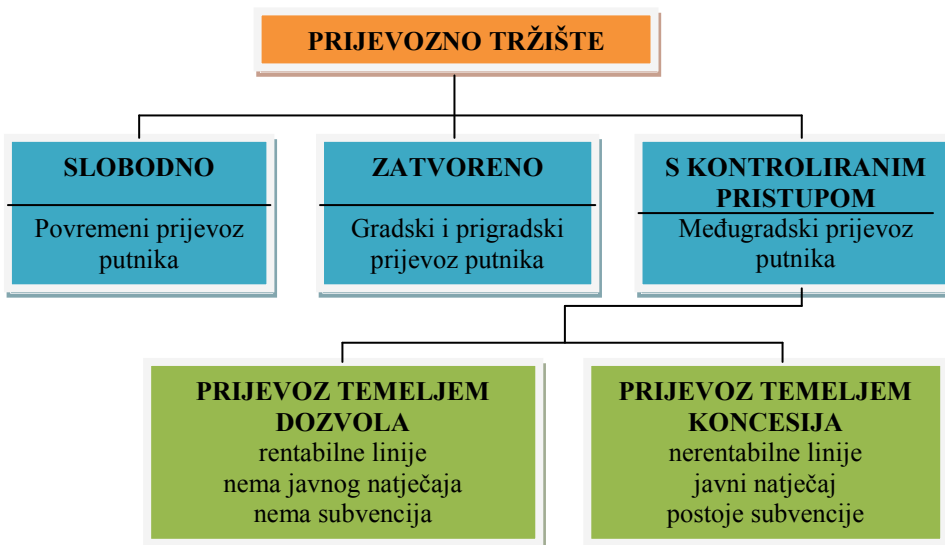 PRIJEVOZNO TRŽIŠTE
SLOBODNO
Povremeni prijevoz
putnika
ZATVORENO
Gradski i prigradski
prijevoz putnika
S KONTROLIRANIM
PRISTUPOM
Međugradski prijevoz
putnika
PRIJEVOZ TEMELJEM
DOZVOLA
rentabilne linije
nema javnog natječaja
nema subvencija
PRIJEVOZ TEMELJEM
KONCESIJA
nerentabilne linije
javni natječaj
postoje subvencije